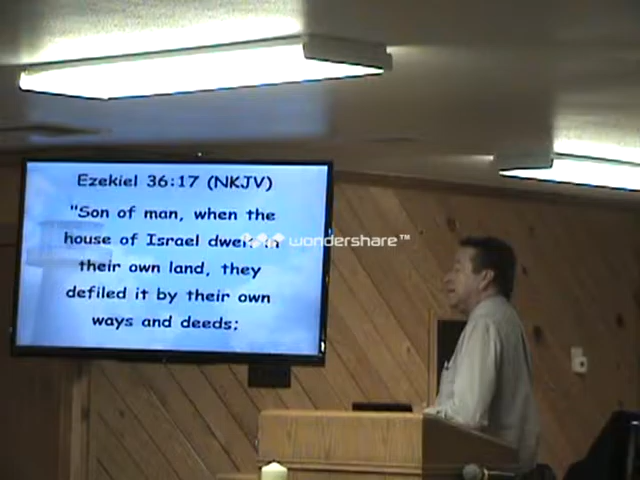 Ezekiel 36:17 (NKJV)
"Son of man, when the
house of Israel dwelt in
their own land, they
defiled it by their own
ways and deeds;
wondershare™